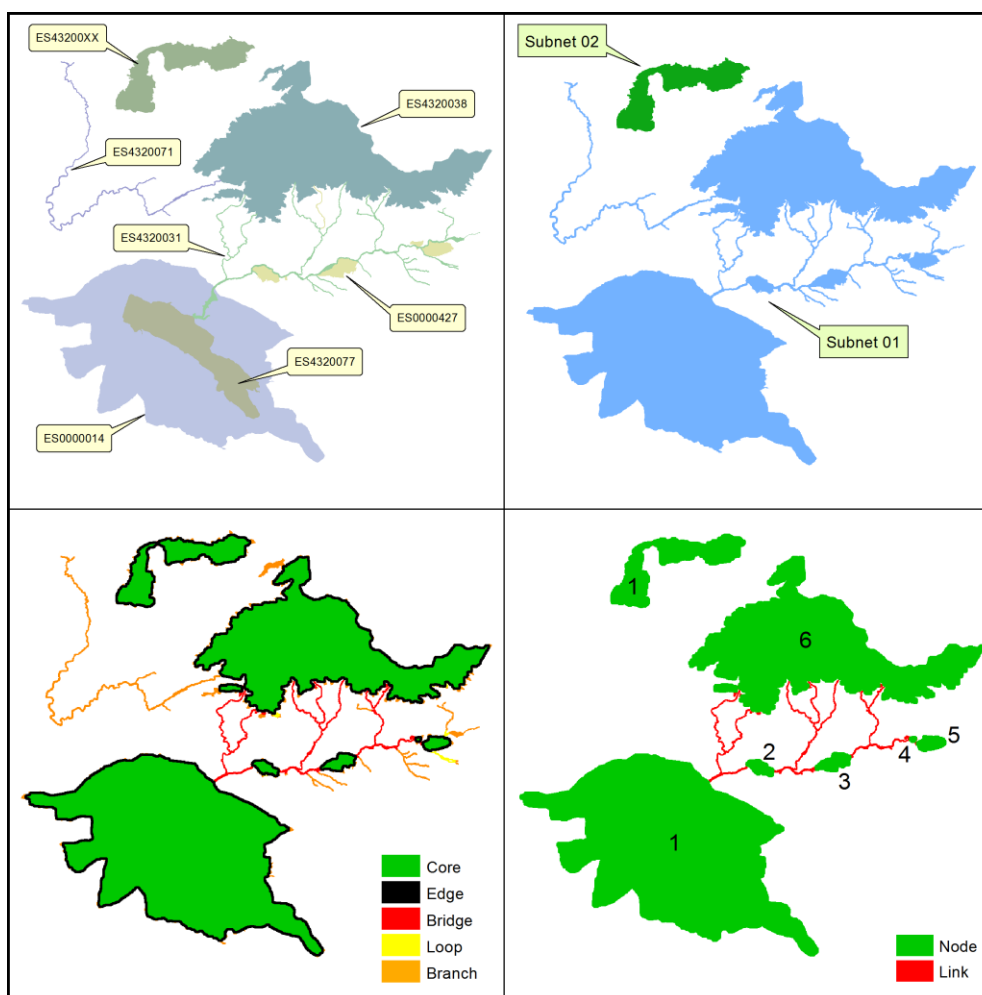 ES43200XX
ES4320038
ES4320071
ES4320031
ES0000427
ES4320077
ES0000014
Subnet 02
Subnet 01
Core
Edge
Bridge
Loop
Branch
1
6
2
5
4
3
1
Node
Link